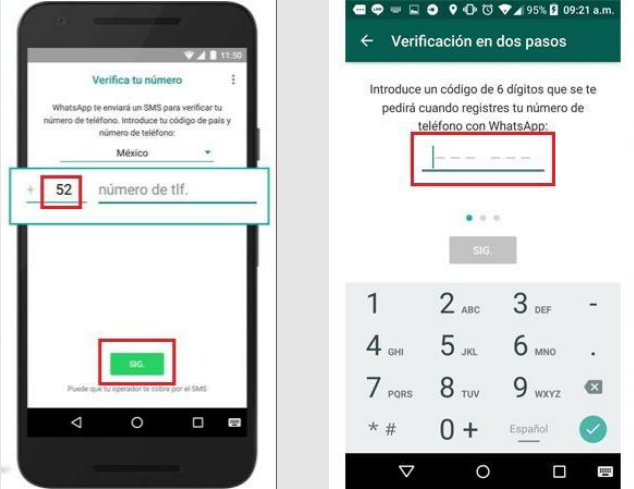 11:50
Verifica tu número
WhatsApp te enviará un SMS para verificar tu
número de teléfono. Introduce tu código de país y
número de teléfono:
México
+ 52 número de tlf.
SIG.
Puede que tu operador te cobre por el SMS
95% 09:21 a.m.
Verificación en dos pasos
Introduce un código de 6 dígitos que se te
pedirá cuando registres tu número de
teléfono con WhatsApp:
SIG.
1 2 ABC 3 DEF -
4 GHI 5 JKL 6 MNO .
7 PQRS 8 TUV 9 WXYZ
* # 0 + Español